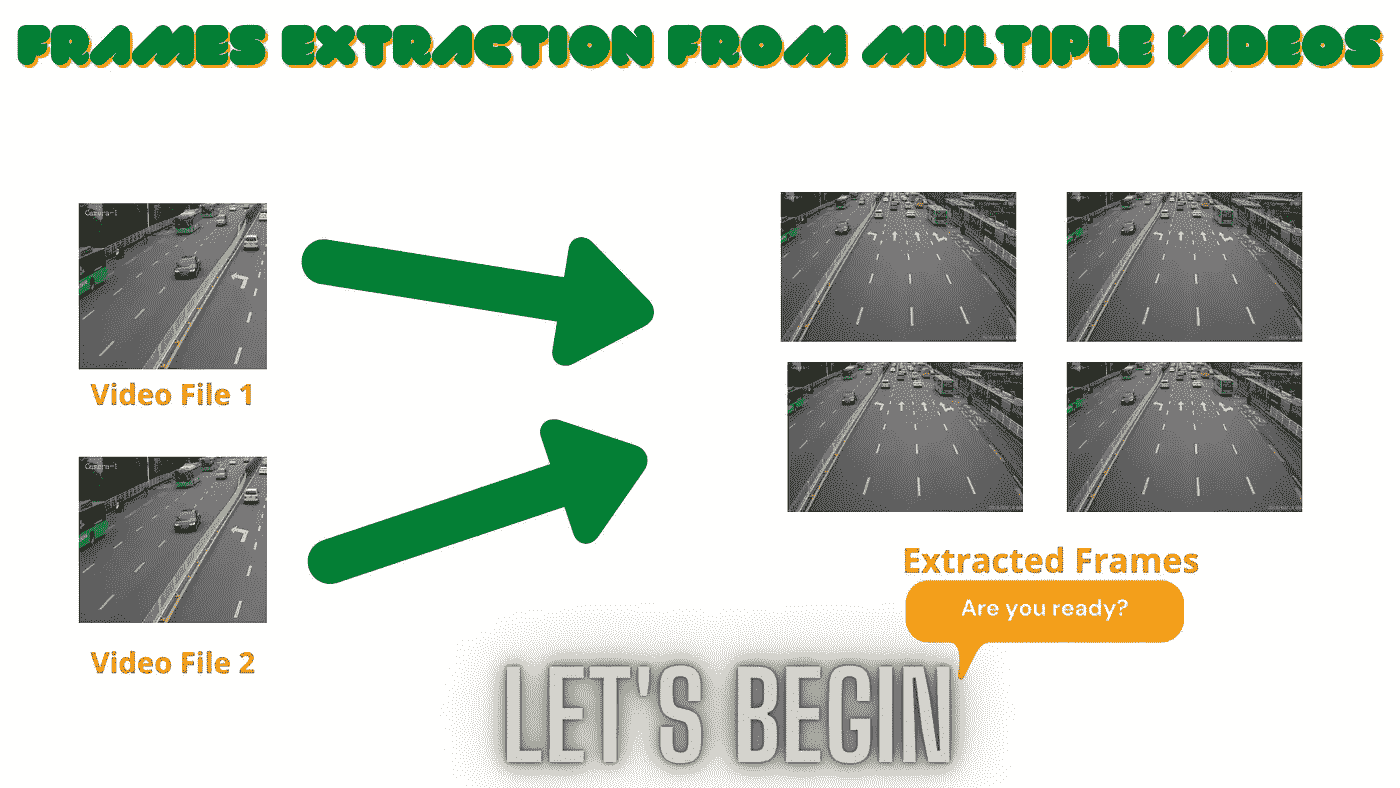 FRAMES EXTRACTION FROM MULTIPLE VIDEOS
Camera-1
Video File 1
Camera-1
Video File 2
Extracted Frames
Are you ready?
LET'S BEGIN